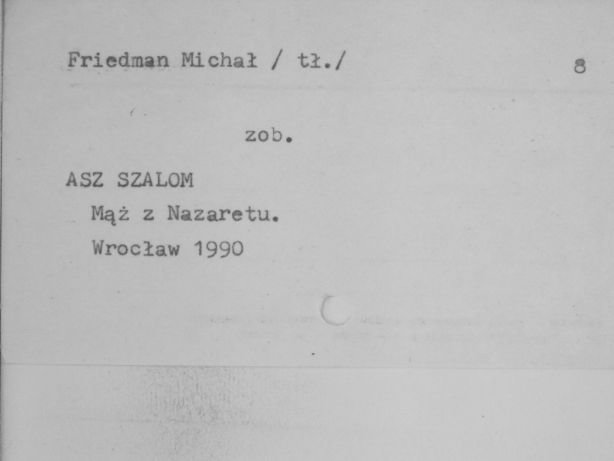 Friedman Michał / tł./ 8
zob.
ASZ SZALOM
Mąż z Nazaretu.
Wrocław 1990